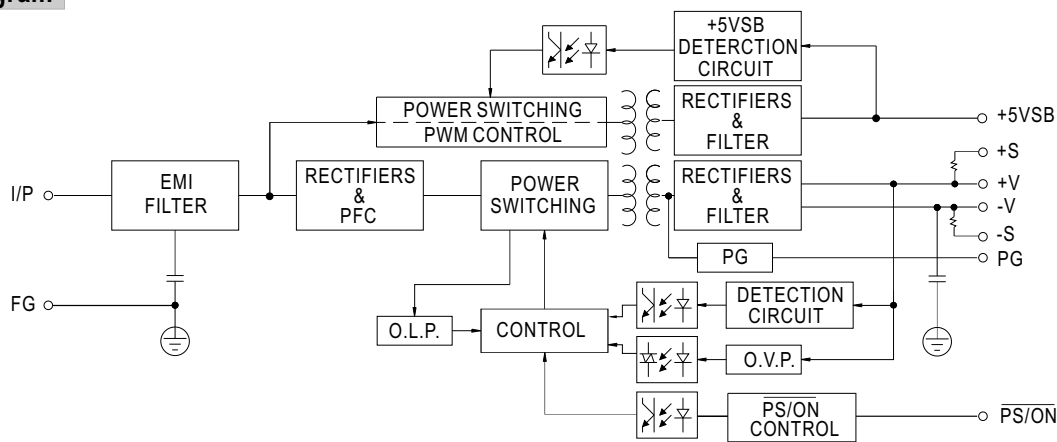 +5VSB
DETERCTION
CIRCUIT
POWER SWITCHING
PWM CONTROL
RECTIFIERS
&
FILTER
+5VSB
+S
I/P
EMI
FILTER
RECTIFIERS
&
PFC
POWER
SWITCHING
RECTIFIERS
&
FILTER
+V
-V
-S
PG
PG
FG
O.L.P.
CONTROL
DETECTION
CIRCUIT
O.V.P.
PS/ON
CONTROL
PS/ON